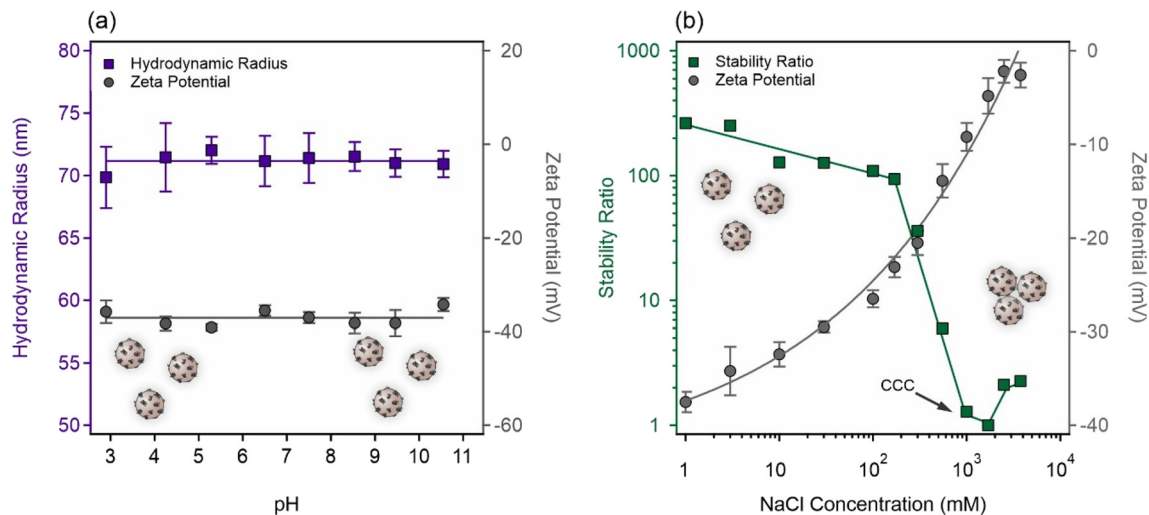 (a)
Hydrodynamic Radius (nm)
80
75
70
65
60
55
50
Hydrodynamic Radius
Zeta Potential
20
0
-20
-40
-60
Zeta Potential (mV)
3 4 5 6 7 8 9 10 11
pH
(b)
Stability Ratio
1000
100
10
1
Stability Ratio
Zeta Potential
CCC
0
-10
-20
-30
-40
Zeta Potential (mV)
1 10 10² 10³ 10⁴
NaCl Concentration (mM)